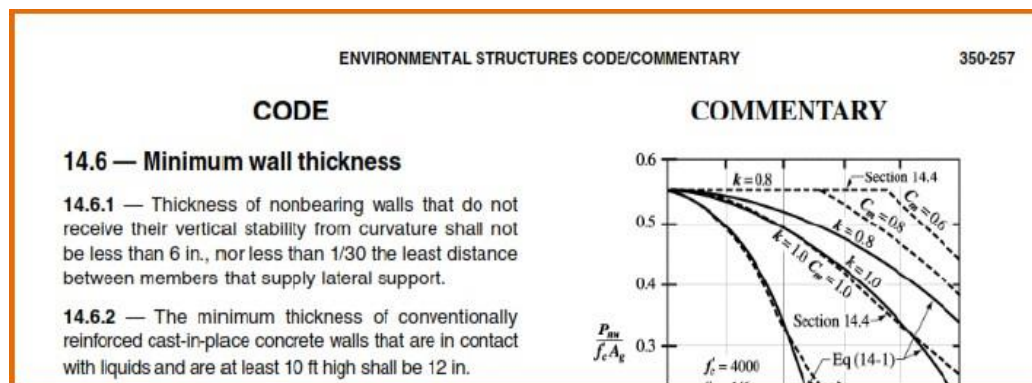 ENVIRONMENTAL STRUCTURES CODE/COMMENTARY 350-257
CODE
14.6 — Minimum wall thickness
14.6.1 — Thickness of nonbearing walls that do not
receive their vertical stability from curvature shall not
be less than 6 in., nor less than 1/30 the least distance
between members that supply lateral support.
14.6.2 — The minimum thickness of conventionally
reinforced cast-in-place concrete walls that are in contact
with liquids and are at least 10 ft high shall be 12 in.
COMMENTARY
0.6
k=0.8
Section 14.4
Cm=0.8
Cm=0.6
0.5
k=0.8
k=1.0 Cm=1.0
k=1.0
0.4
Section 14.4
Pnw
f'c Ag
0.3
Eq (14-1)
f'c = 4000